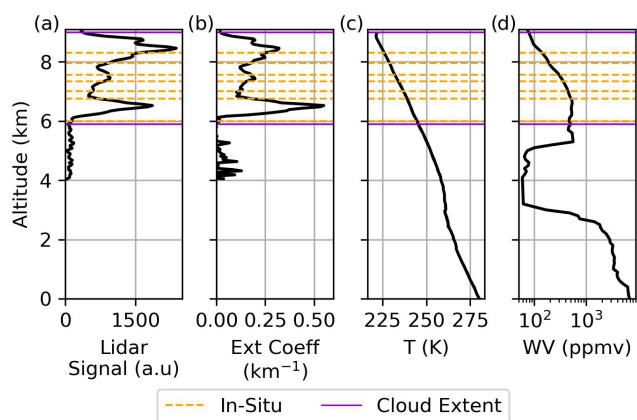 (a) (b) (c) (d)
Altitude (km)
8
6
4
2
0
0 1500 0.00 0.25 0.50 225 250 275 10² 10³
Lidar Ext Coeff T (K) WV (ppmv)
Signal (a.u) (km⁻¹)
In-Situ Cloud Extent